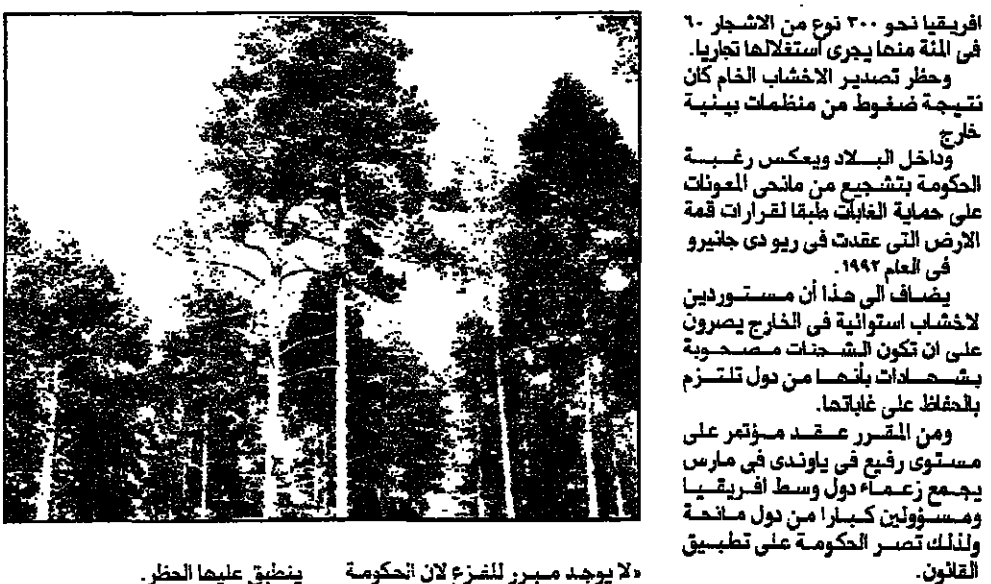 افريقيا نحو ٣٠٠ نوع من الاشجار ٦٠
فى المئة منها يجرى استغلالها تجاريا.
وحظر تصدير الاخشاب الخام كان
نتيجة ضغوط من منظمات بيئية
خارج
وداخل البلاد ويعكس رغبة
الحكومة بتشجيع من مانحى المعونات
على حماية الغابات طبقا لقرارات قمة
الارض التى عقدت فى ريو دى جانيرو
فى العام ١٩٩٢.
يضاف الى هذا أن مستوردين
لاخشاب استوائية فى الخارج يصرون
على ان تكون الشحنات مصحوبة
بشهادات بأنها من دول تلتزم
بالحفاظ على غاباتها.
ومن المقرر عقد مؤتمر على
مستوى رفيع فى ياوندى فى مارس
يجمع زعماء دول وسط افريقيا
ومسؤولين كبارا من دول مانحة
ولذلك تصر الحكومة على تطبيق
القانون.
«لا يوجد مبرر للفزع لان الحكومة
ينطبق عليها الحظر.